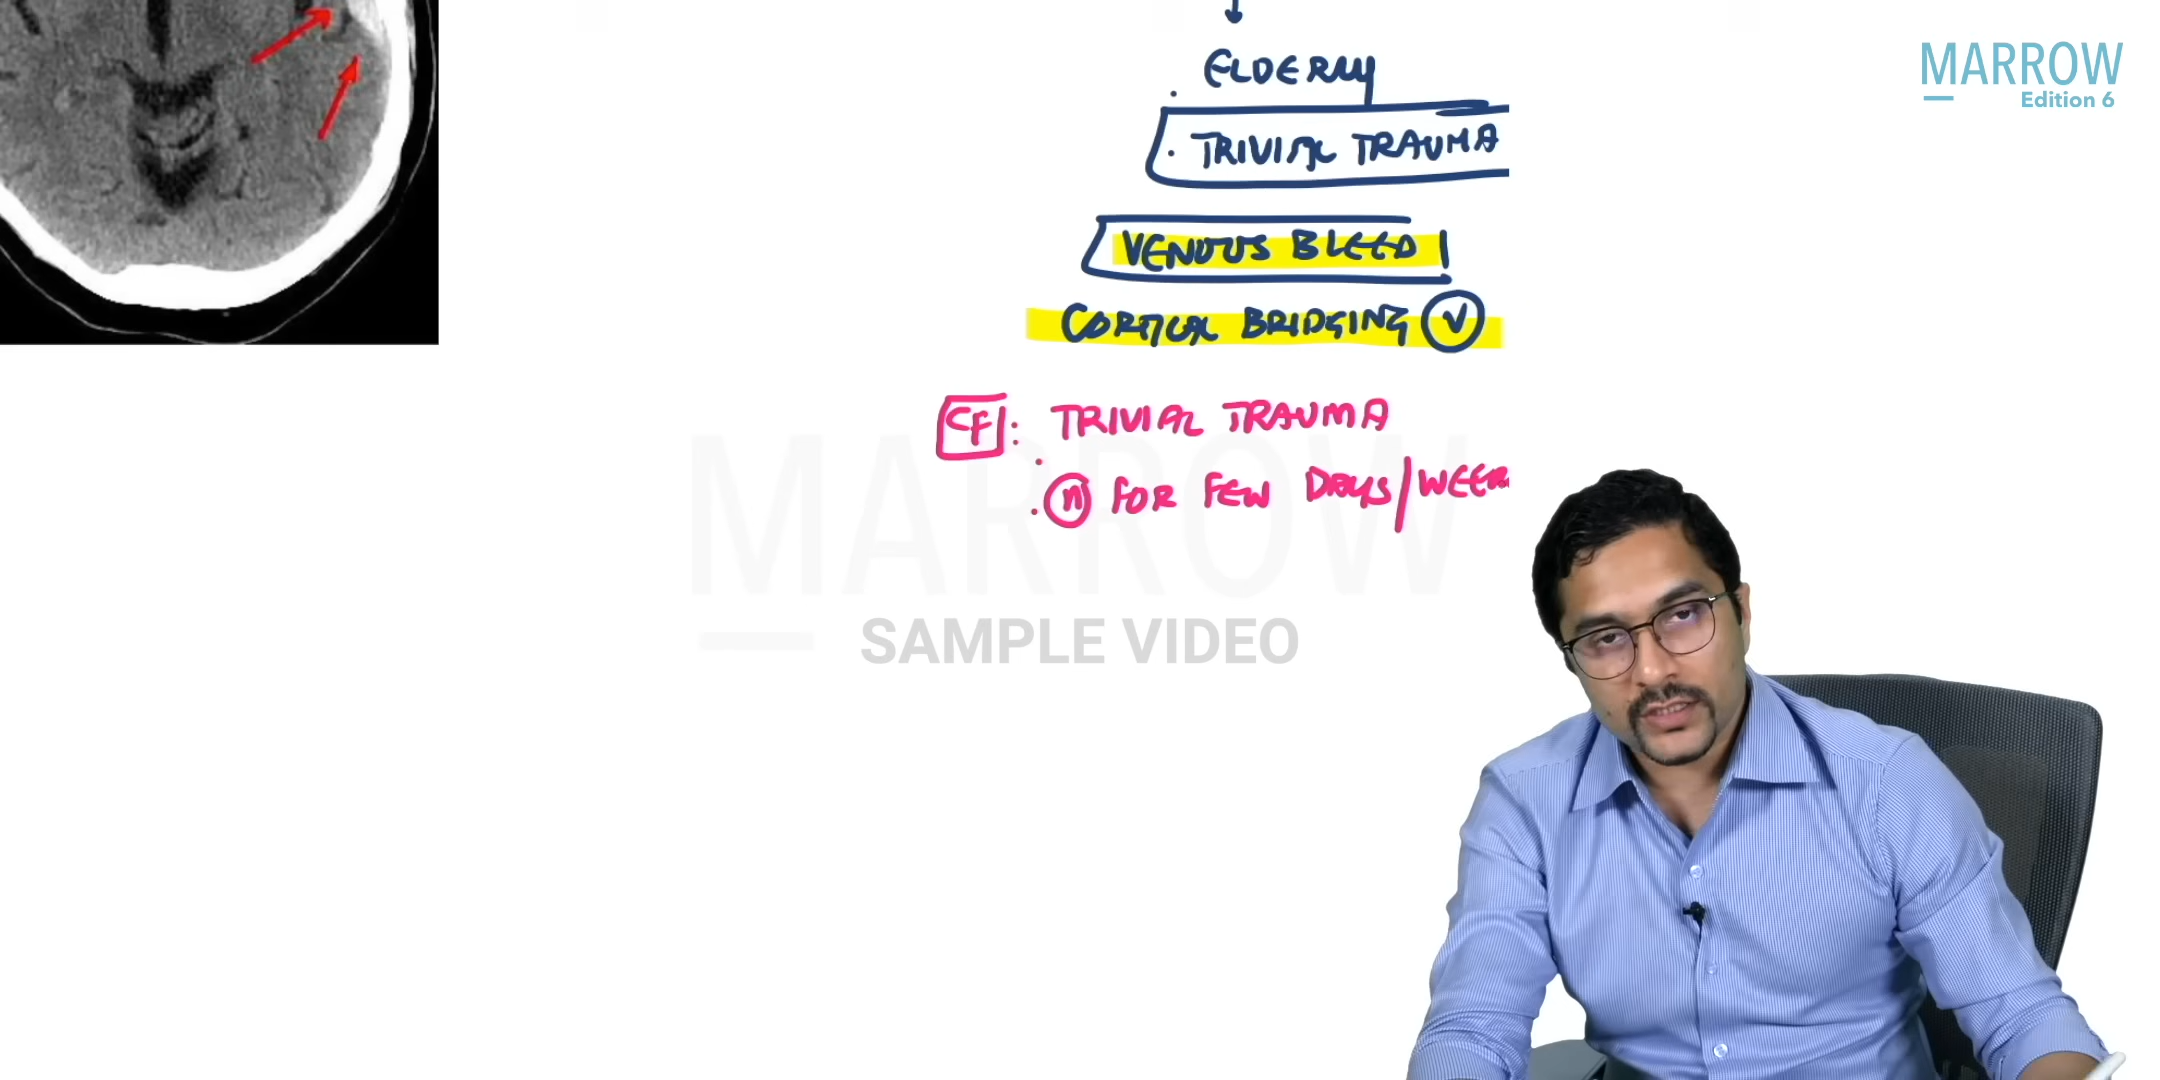 MARROW
Edition 6
ELDERLY
. TRIVIAL TRAUMA
VENOUS BLEED
CORTICAL BRIDGING V
CF : TRIVIAL TRAUMA
. n FOR FEW DAYS/WEEK
MARROW
SAMPLE VIDEO